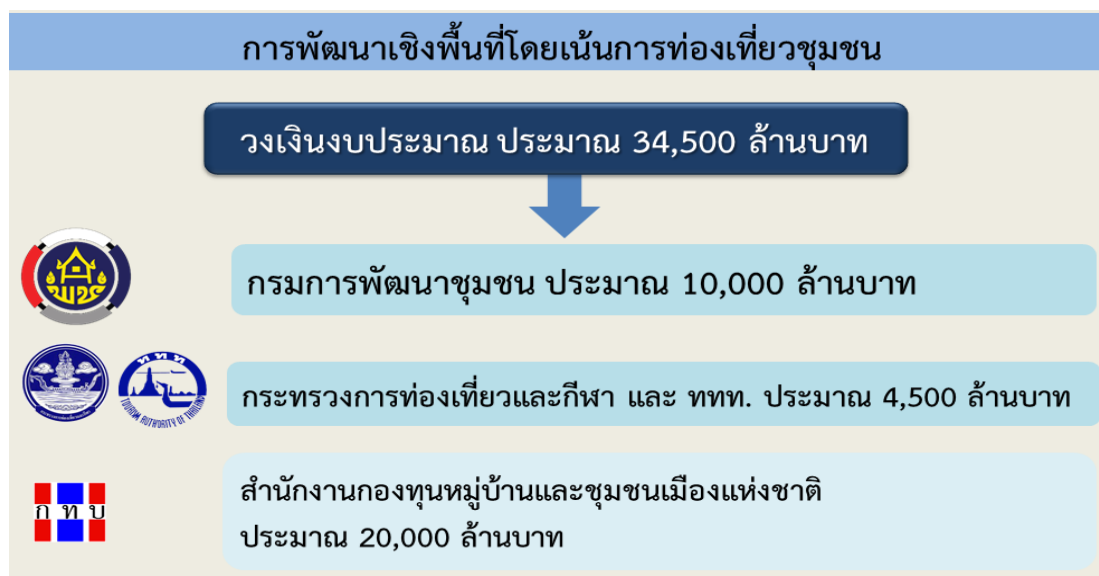 การพัฒนาเชิงพื้นที่โดยเน้นการท่องเที่ยวชุมชน
วงเงินงบประมาณ ประมาณ 34,500 ล้านบาท
พช
กรมการพัฒนาชุมชน ประมาณ 10,000 ล้านบาท
ททท
TOURISM AUTHORITY OF THAILAND
กระทรวงการท่องเที่ยวและกีฬา และ ททท. ประมาณ 4,500 ล้านบาท
กทบ
สำนักงานกองทุนหมู่บ้านและชุมชนเมืองแห่งชาติ
ประมาณ 20,000 ล้านบาท